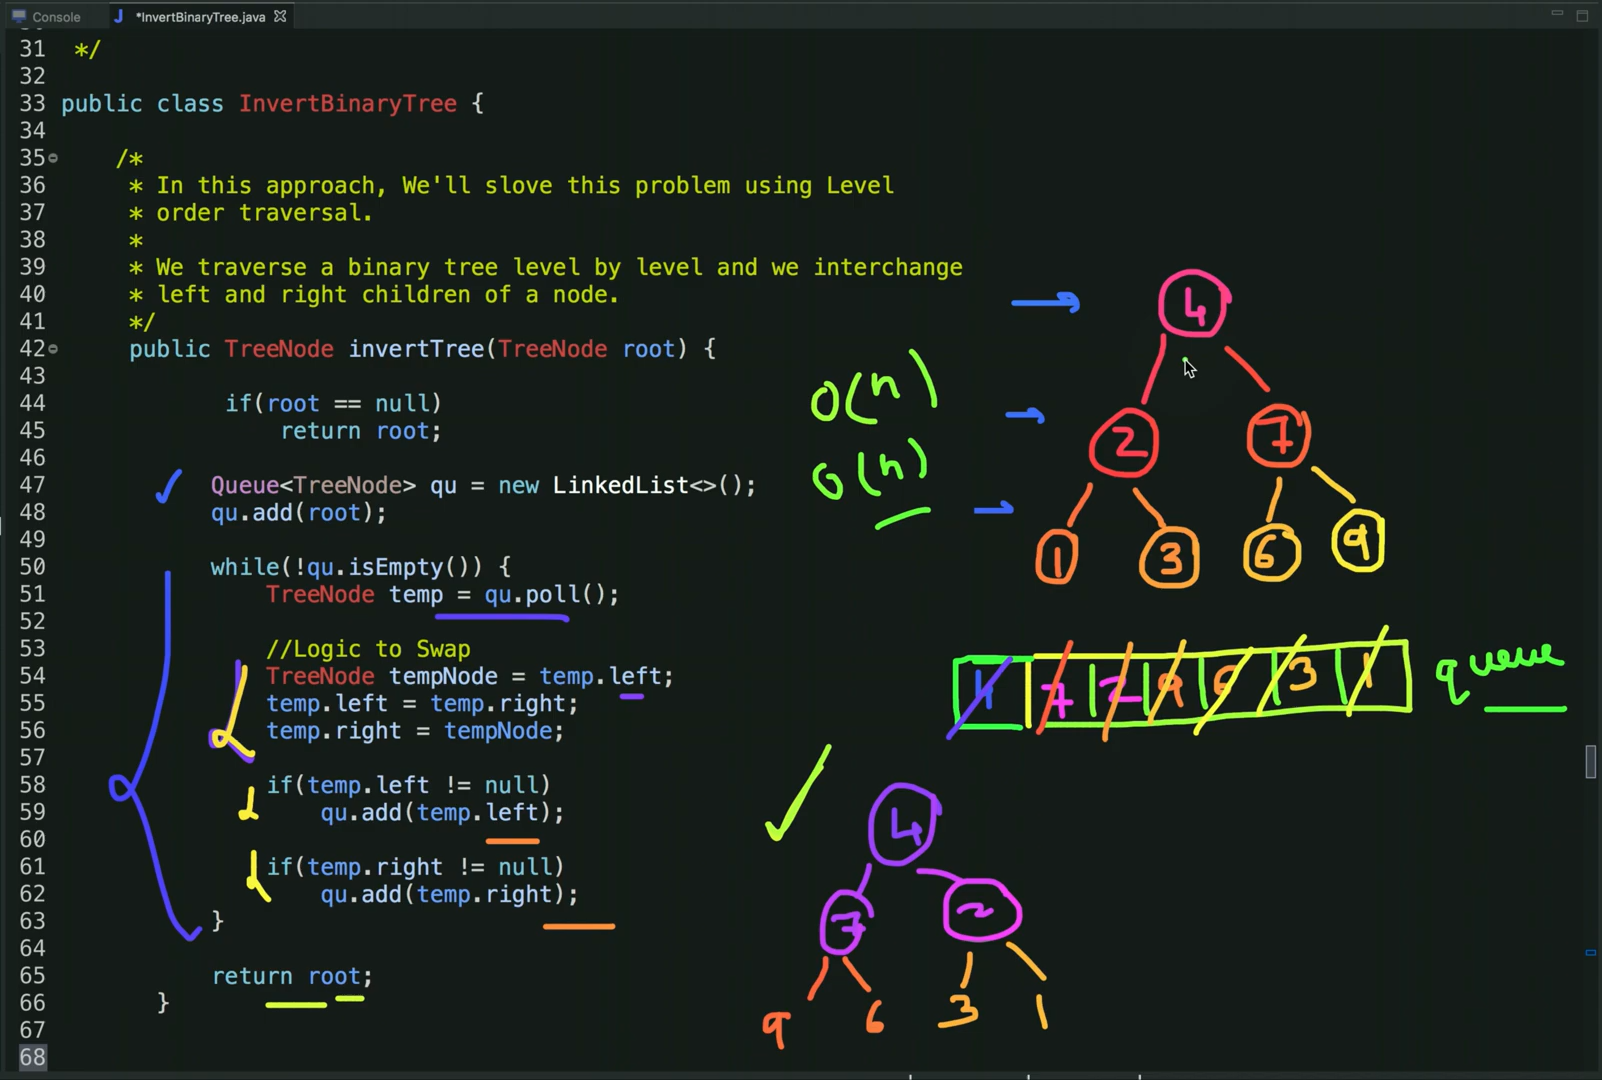 Console
*InvertBinaryTree.java
31 */
32
33 public class InvertBinaryTree {
34
35 /*
36 * In this approach, We'll slove this problem using Level
37 * order traversal.
38 *
39 * We traverse a binary tree level by level and we interchange
40 * left and right children of a node.
41 */
42 public TreeNode invertTree(TreeNode root) {
43
44 if(root == null)
45 return root;
46
47 Queue<TreeNode> qu = new LinkedList<>();
48 qu.add(root);
49
50 while(!qu.isEmpty()) {
51 TreeNode temp = qu.poll();
52
53 //Logic to Swap
54 TreeNode tempNode = temp.left;
55 temp.left = temp.right;
56 temp.right = tempNode;
57
58 if(temp.left != null)
59 qu.add(temp.left);
60
61 if(temp.right != null)
62 qu.add(temp.right);
63 }
64
65 return root;
66 }
67
68
O(n)
O(n)
4
2 7
1 3 6 9
4 7 2 9 6 3 1 queue
4
7 2
9 6 3 1